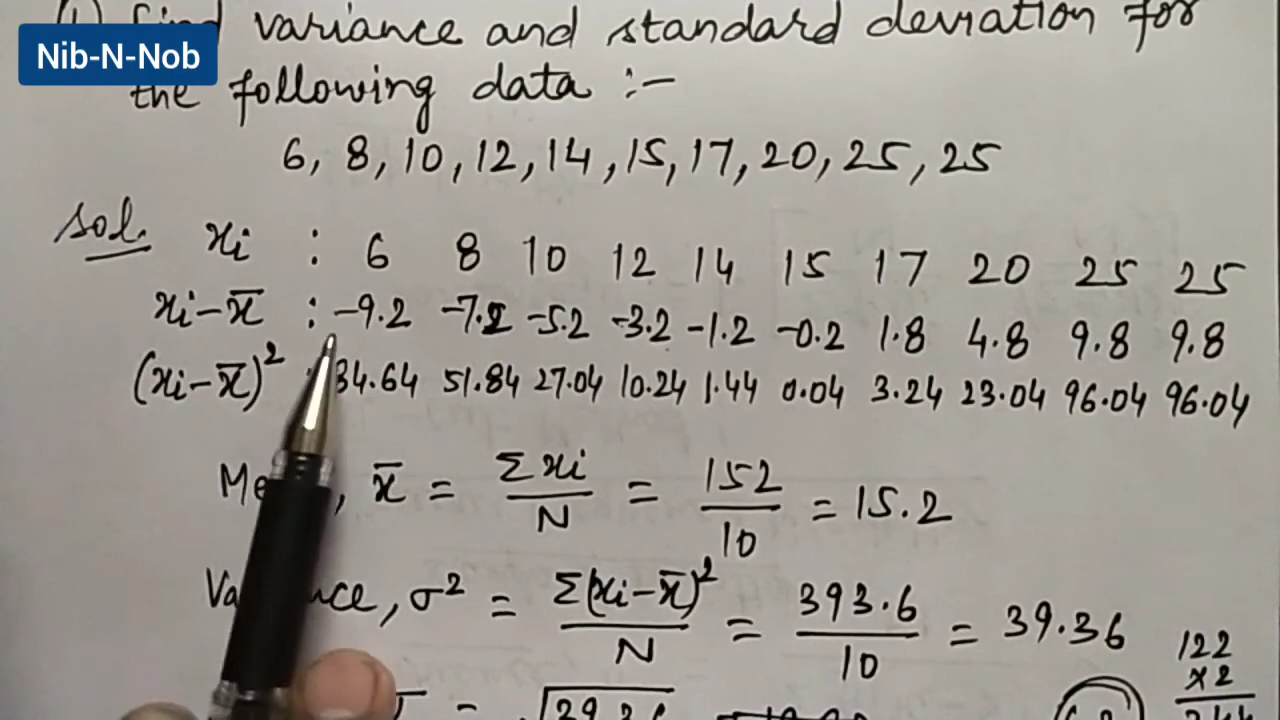 variance and standard deviation for
Nib-N-Nob
the following data :-
6, 8, 10, 12, 14, 15, 17, 20, 25, 25
Sol. xi : 6 8 10 12 14 15 17 20 25 25
xi-x̄ : -9.2 -7.2 -5.2 -3.2 -1.2 -0.2 1.8 4.8 9.8 9.8
(xi-x̄)² : 84.64 51.84 27.04 10.24 1.44 0.04 3.24 23.04 96.04 96.04
x̄ = Σxi/N = 152/10 = 15.2
σ² = Σ(xi-x̄)²/N = 393.6/10 = 39.36
122
×2